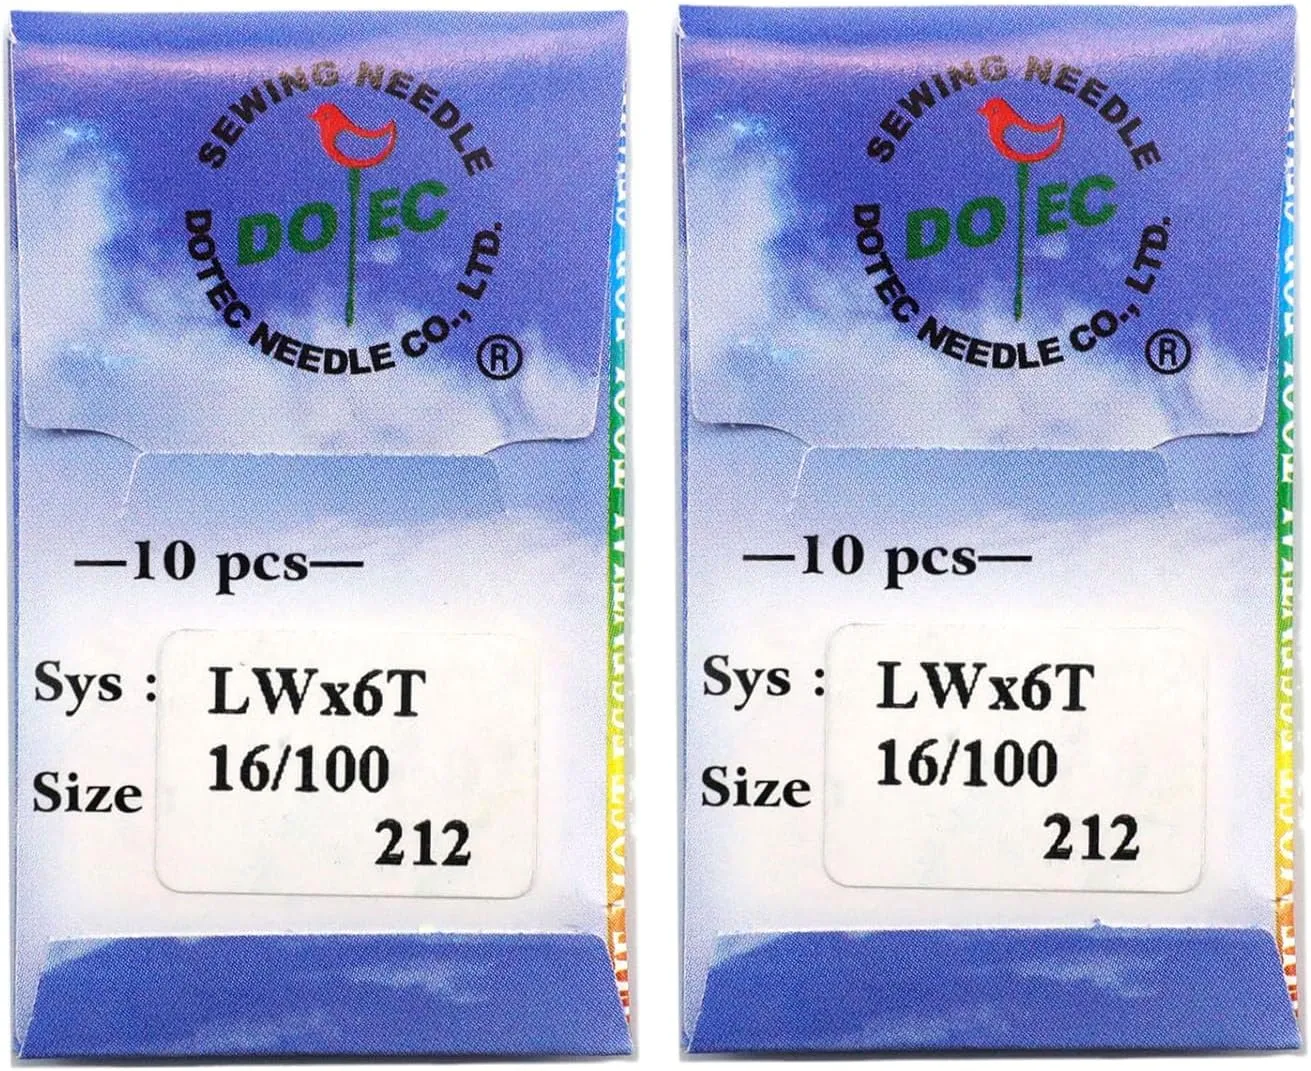 SEWING NEEDLE
DOTEC
DOTEC NEEDLE CO., LTD.
®
—10 pcs—
Sys : LWx6T
Size 16/100
212
SEWING NEEDLE
DOTEC
DOTEC NEEDLE CO., LTD.
®
—10 pcs—
Sys : LWx6T
Size 16/100
212